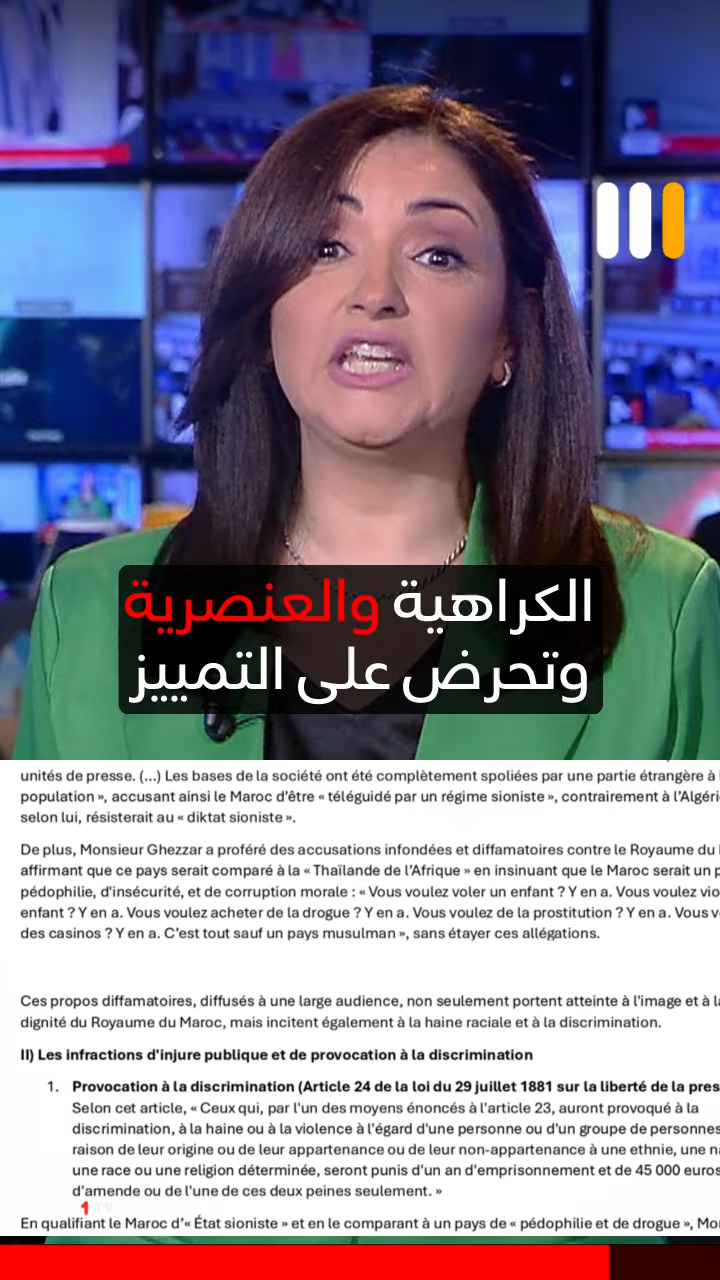 الكراهية والعنصرية
وتحرض على التمييز
unités de presse. (...) Les bases de la société ont été complètement spoliées par une partie étrangère à
population », accusant ainsi le Maroc d'être « téléguidé par un régime sioniste », contrairement à l'Algéri
selon lui, résisterait au « diktat sioniste ».
De plus, Monsieur Ghezzar a proféré des accusations infondées et diffamatoires contre le Royaume du
affirmant que ce pays serait comparé à la « Thaïlande de l'Afrique » en insinuant que le Maroc serait un p
pédophilie, d'insécurité, et de corruption morale : « Vous voulez voler un enfant ? Y en a. Vous voulez vio
enfant ? Y en a. Vous voulez acheter de la drogue ? Y en a. Vous voulez de la prostitution ? Y en a. Vous v
des casinos ? Y en a. C'est tout sauf un pays musulman », sans étayer ces allégations.
Ces propos diffamatoires, diffusés à une large audience, non seulement portent atteinte à l'image et à la
dignité du Royaume du Maroc, mais incitent également à la haine raciale et à la discrimination.
II) Les infractions d'injure publique et de provocation à la discrimination
1. Provocation à la discrimination (Article 24 de la loi du 29 juillet 1881 sur la liberté de la pres
Selon cet article, « Ceux qui, par l'un des moyens énoncés à l'article 23, auront provoqué à la
discrimination, à la haine ou à la violence à l'égard d'une personne ou d'un groupe de personnes
raison de leur origine ou de leur appartenance ou de leur non-appartenance à une ethnie, une na
une race ou une religion déterminée, seront punis d'un an d'emprisonnement et de 45 000 euros
d'amende ou de l'une de ces deux peines seulement. »
1TV
En qualifiant le Maroc d'« État sioniste » et en le comparant à un pays de « pédophilie et de drogue », Mo